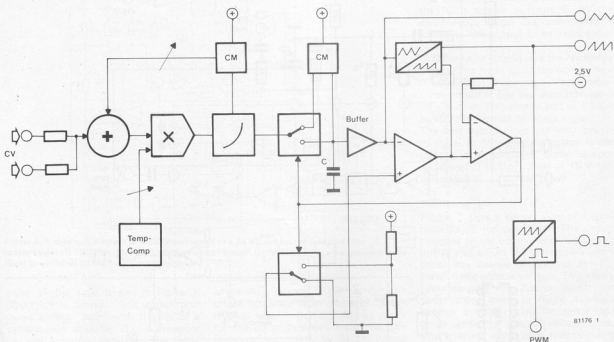 CM
CM
2,5V
Buffer
CV
C
Temp-
Comp
81176 1
PWM